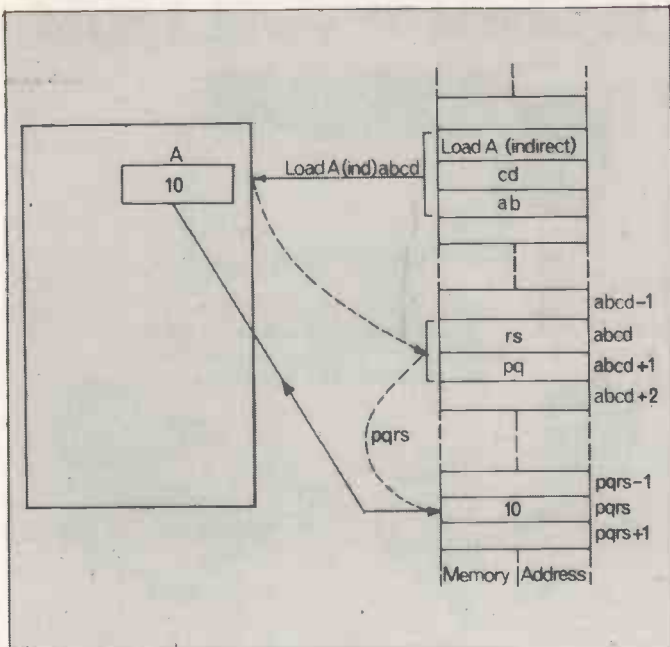 A
10
Load A (ind) abcd
Load A (indirect)
cd
ab
abcd-1
rs abcd
pq abcd+1
abcd+2
pqrs
pqrs-1
10 pqrs
pqrs+1
Memory Address